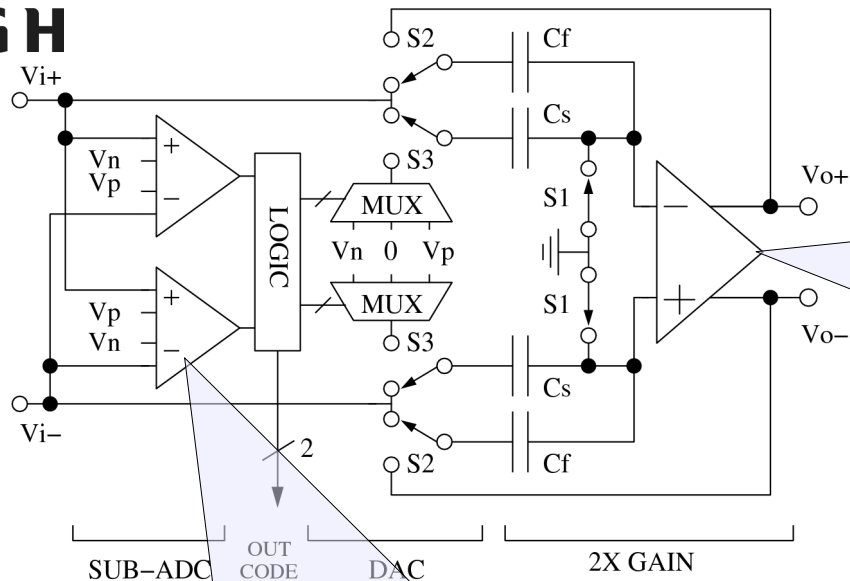 GH
Vi+
S2
Cf
Cs
+
Vn
Vp
−
S3
MUX
S1
Vo+
−
LOGIC
Vn 0 Vp
+
Vp
Vn
−
MUX
S3
S1
+
Vo−
Cs
Vi−
2
S2
Cf
OUT
CODE
SUB−ADC
DAC
2X GAIN